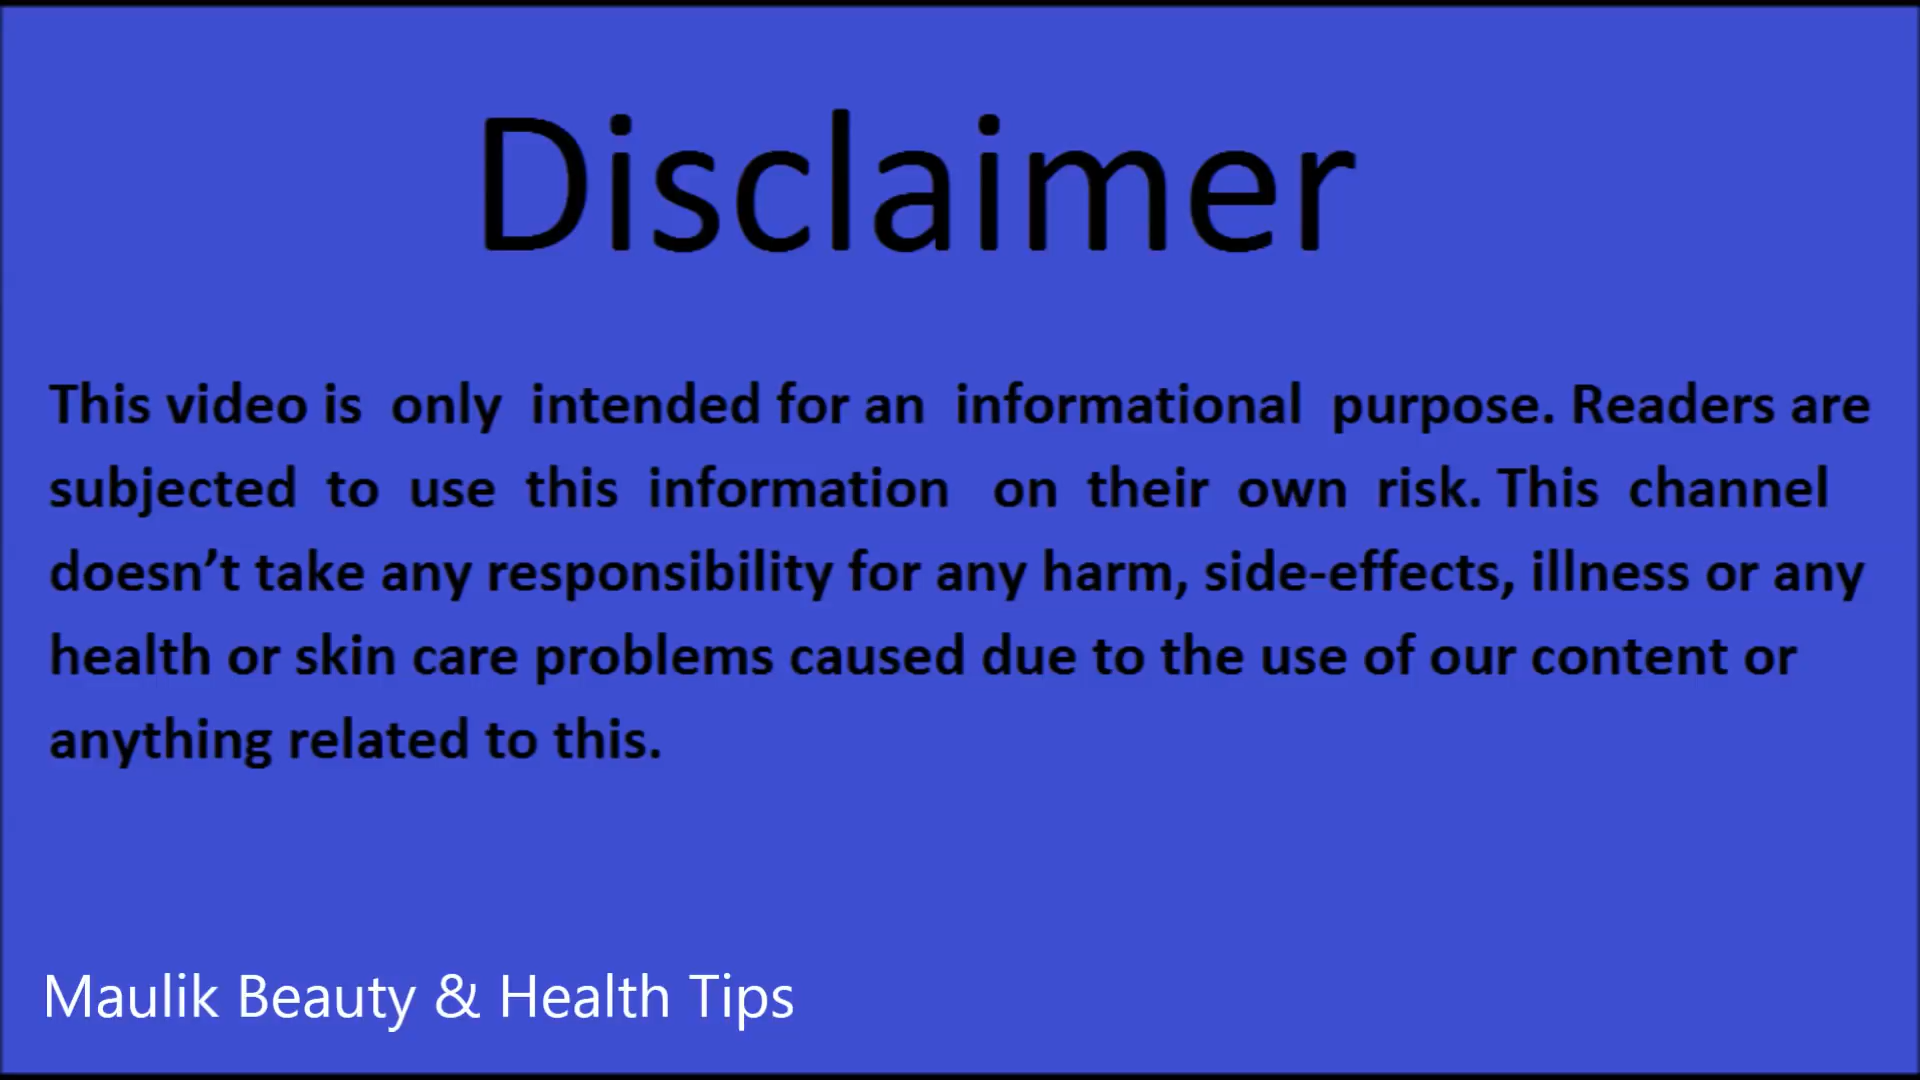 Disclaimer
This video is only intended for an informational purpose. Readers are
subjected to use this information on their own risk. This channel
doesn’t take any responsibility for any harm, side-effects, illness or any
health or skin care problems caused due to the use of our content or
anything related to this.
Maulik Beauty & Health Tips